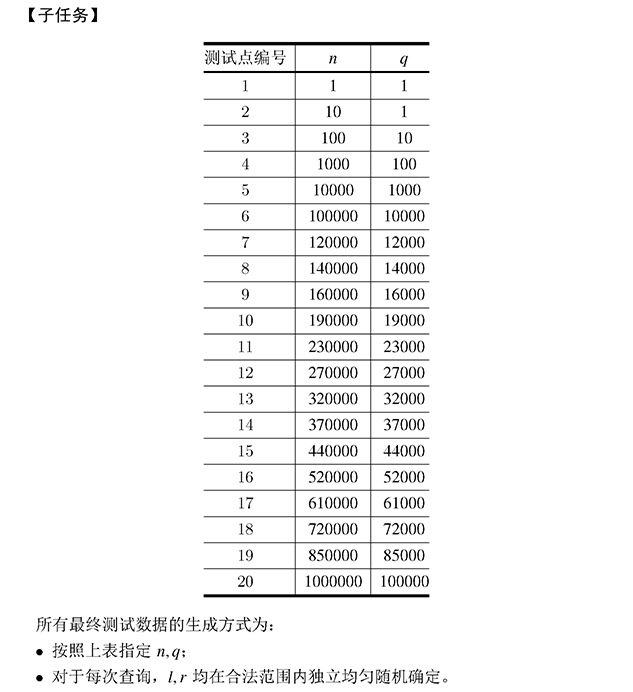 【子任务】
测试点编号 n q
1 1 1
2 10 1
3 100 10
4 1000 100
5 10000 1000
6 100000 10000
7 120000 12000
8 140000 14000
9 160000 16000
10 190000 19000
11 230000 23000
12 270000 27000
13 320000 32000
14 370000 37000
15 440000 44000
16 520000 52000
17 610000 61000
18 720000 72000
19 850000 85000
20 1000000 100000
所有最终测试数据的生成方式为：
● 按照上表指定 n,q；
● 对于每次查询，l,r 均在合法范围内独立均匀随机确定。